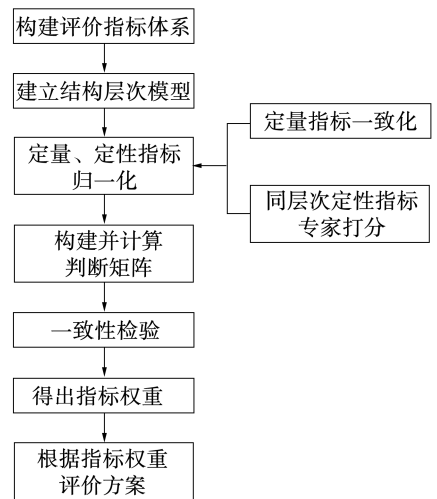 构建评价指标体系
建立结构层次模型
定量、定性指标
归一化
定量指标一致化
同层次定性指标
专家打分
构建并计算
判断矩阵
一致性检验
得出指标权重
根据指标权重
评价方案